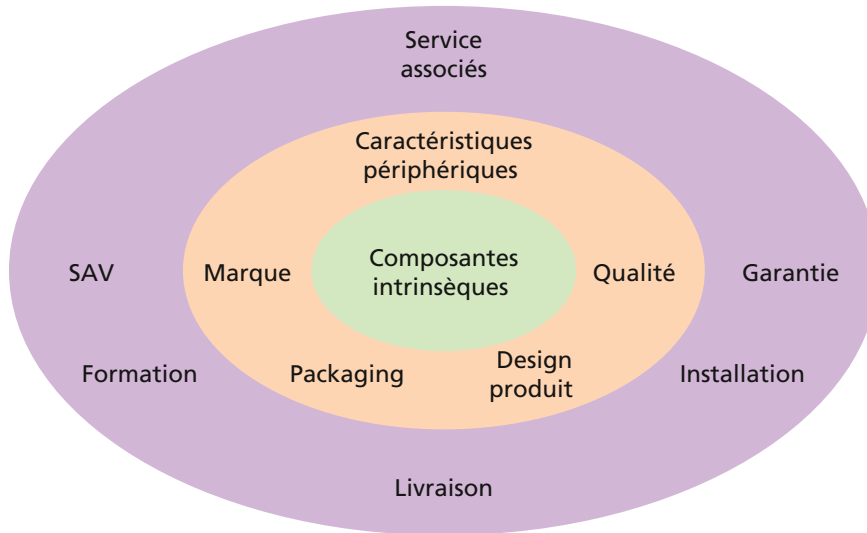 Service
associés
Caractéristiques
périphériques
Composantes
intrinsèques
SAV
Marque
Qualité
Garantie
Formation
Packaging
Design
produit
Installation
Livraison